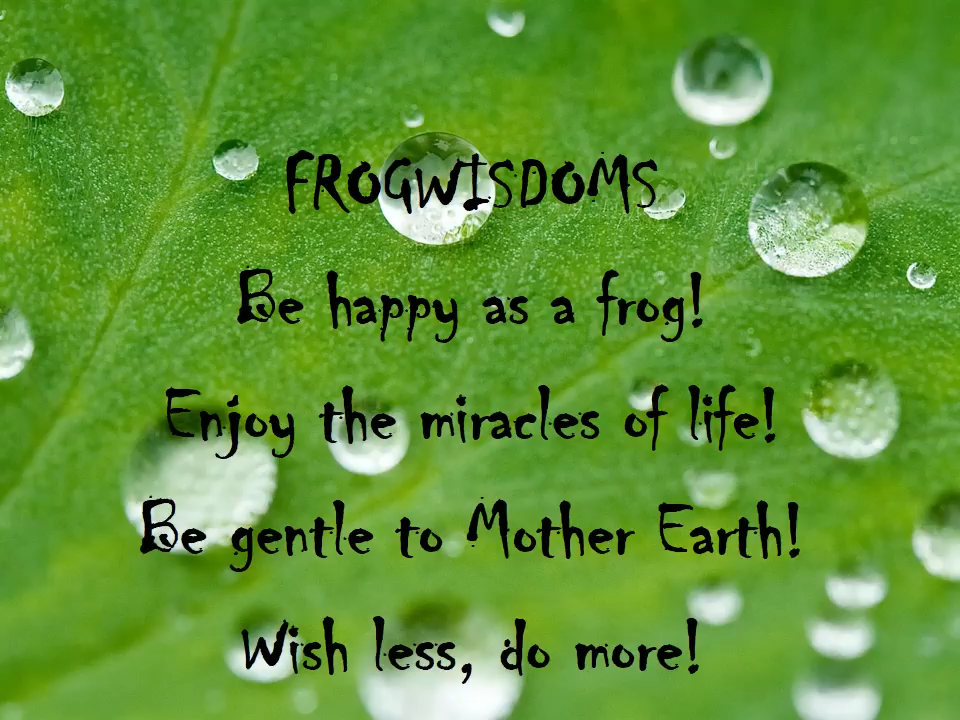 FROGWISDOMS
Be happy as a frog!
Enjoy the miracles of life!
Be gentle to Mother Earth!
Wish less, do more!